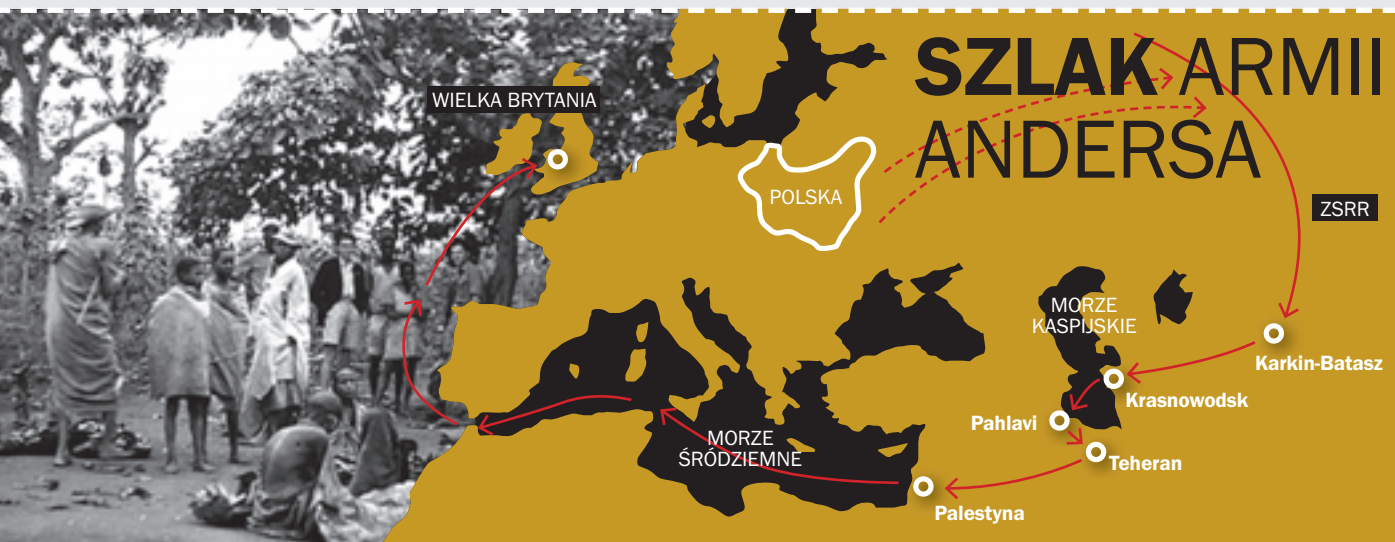 SZLAK ARMII
ANDERSA
WIELKA BRYTANIA
POLSKA
ZSRR
MORZE
KASPIJSKIE
Karkin-Batasz
Krasnowodsk
Pahlavi
Teheran
MORZE
ŚRÓDZIEMNE
Palestyna